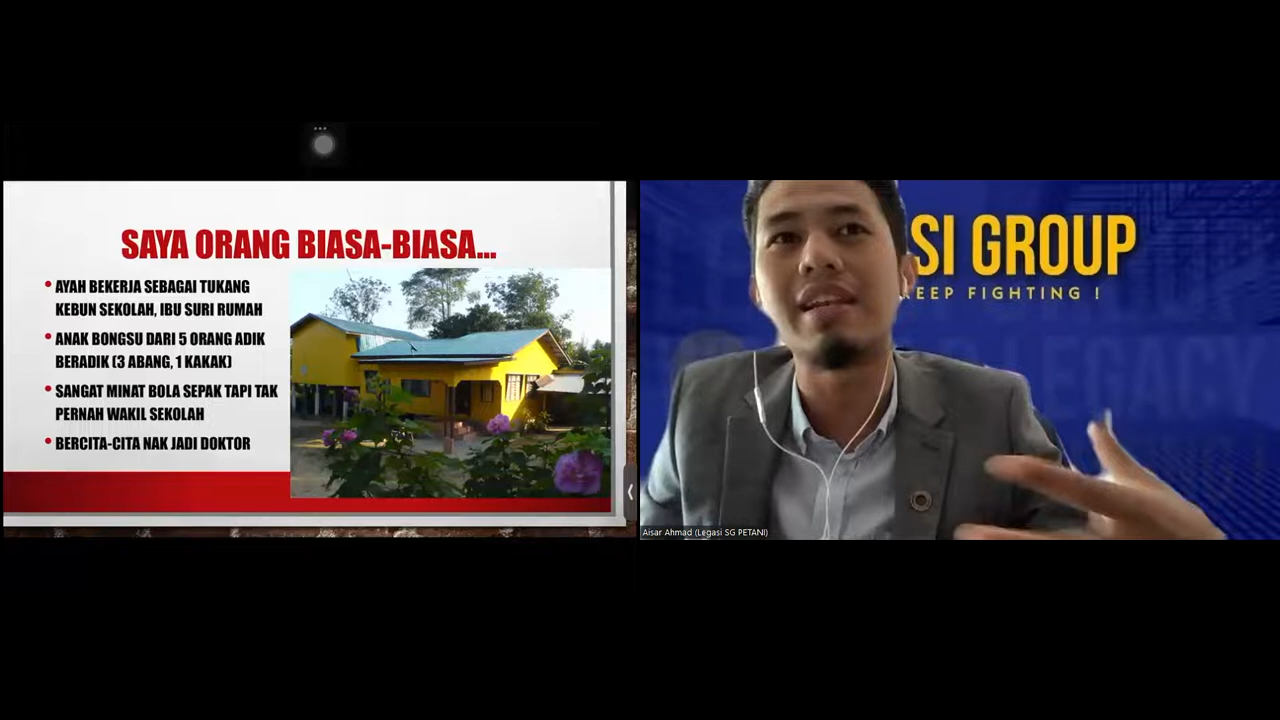 SAYA ORANG BIASA-BIASA...
• AYAH BEKERJA SEBAGAI TUKANG
KEBUN SEKOLAH, IBU SURI RUMAH
• ANAK BONGSU DARI 5 ORANG ADIK
BERADIK (3 ABANG, 1 KAKAK)
• SANGAT MINAT BOLA SEPAK TAPI TAK
PERNAH WAKIL SEKOLAH
• BERCITA-CITA NAK JADI DOKTOR
SI GROUP
EEP FIGHTING !
LEGACY
Aisar Ahmad (Legasi SG PETANI)